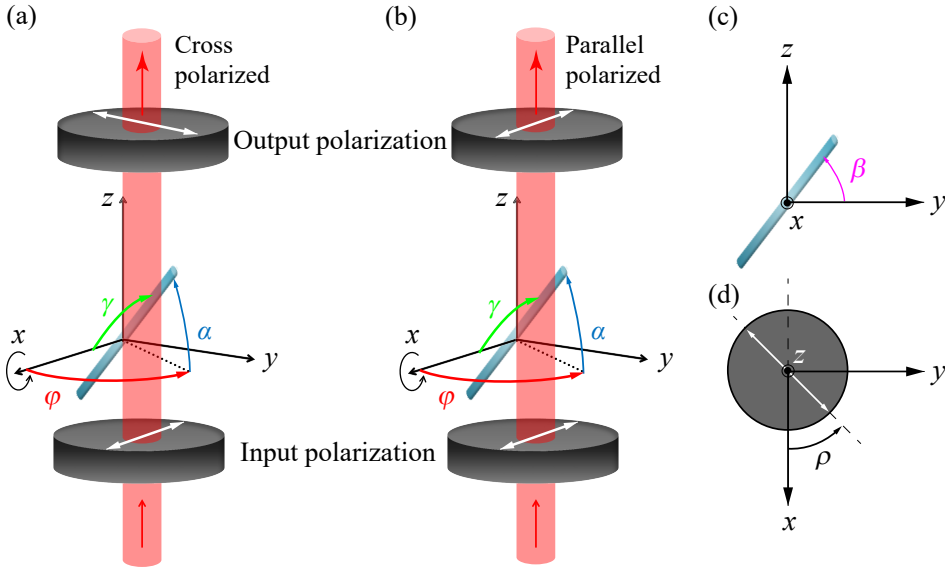 (a)
Cross
polarized
Output polarization
z
γ
α
x
y
φ
Input polarization
(b)
Parallel
polarized
z
γ
α
x
y
φ
(c)
z
β
y
x
(d)
z
y
ρ
x